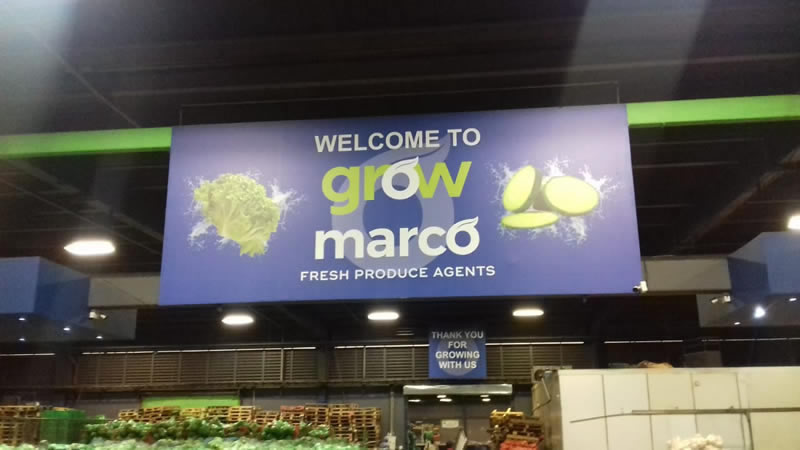 WELCOME TO
grow
marco
FRESH PRODUCE AGENTS
THANK YOU
FOR
GROWING
WITH US